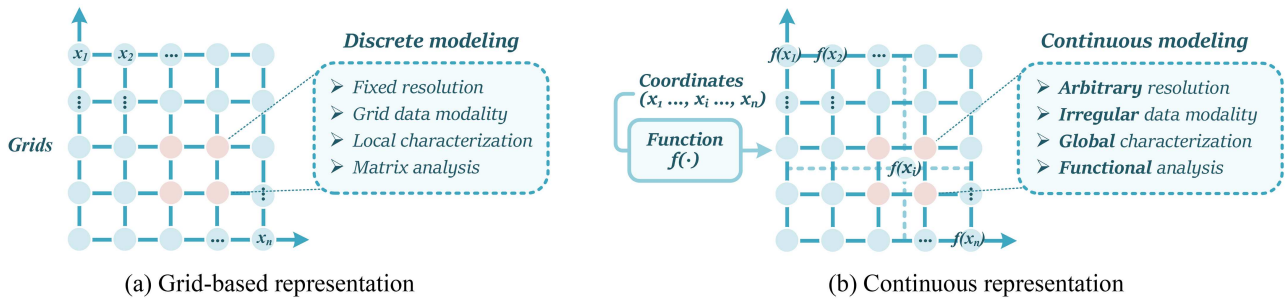 x₁ x₂ ...
⋮ ⋮
Grids
⋮
... xₙ
Discrete modeling
➢ Fixed resolution
➢ Grid data modality
➢ Local characterization
➢ Matrix analysis
(a) Grid-based representation
Coordinates
(x₁ ..., xᵢ ..., xₙ)
Function
f(·)
f(x₁) f(x₂) ...
⋮ ⋮
f(xᵢ)
⋮
... f(xₙ)
Continuous modeling
➢ Arbitrary resolution
➢ Irregular data modality
➢ Global characterization
➢ Functional analysis
(b) Continuous representation